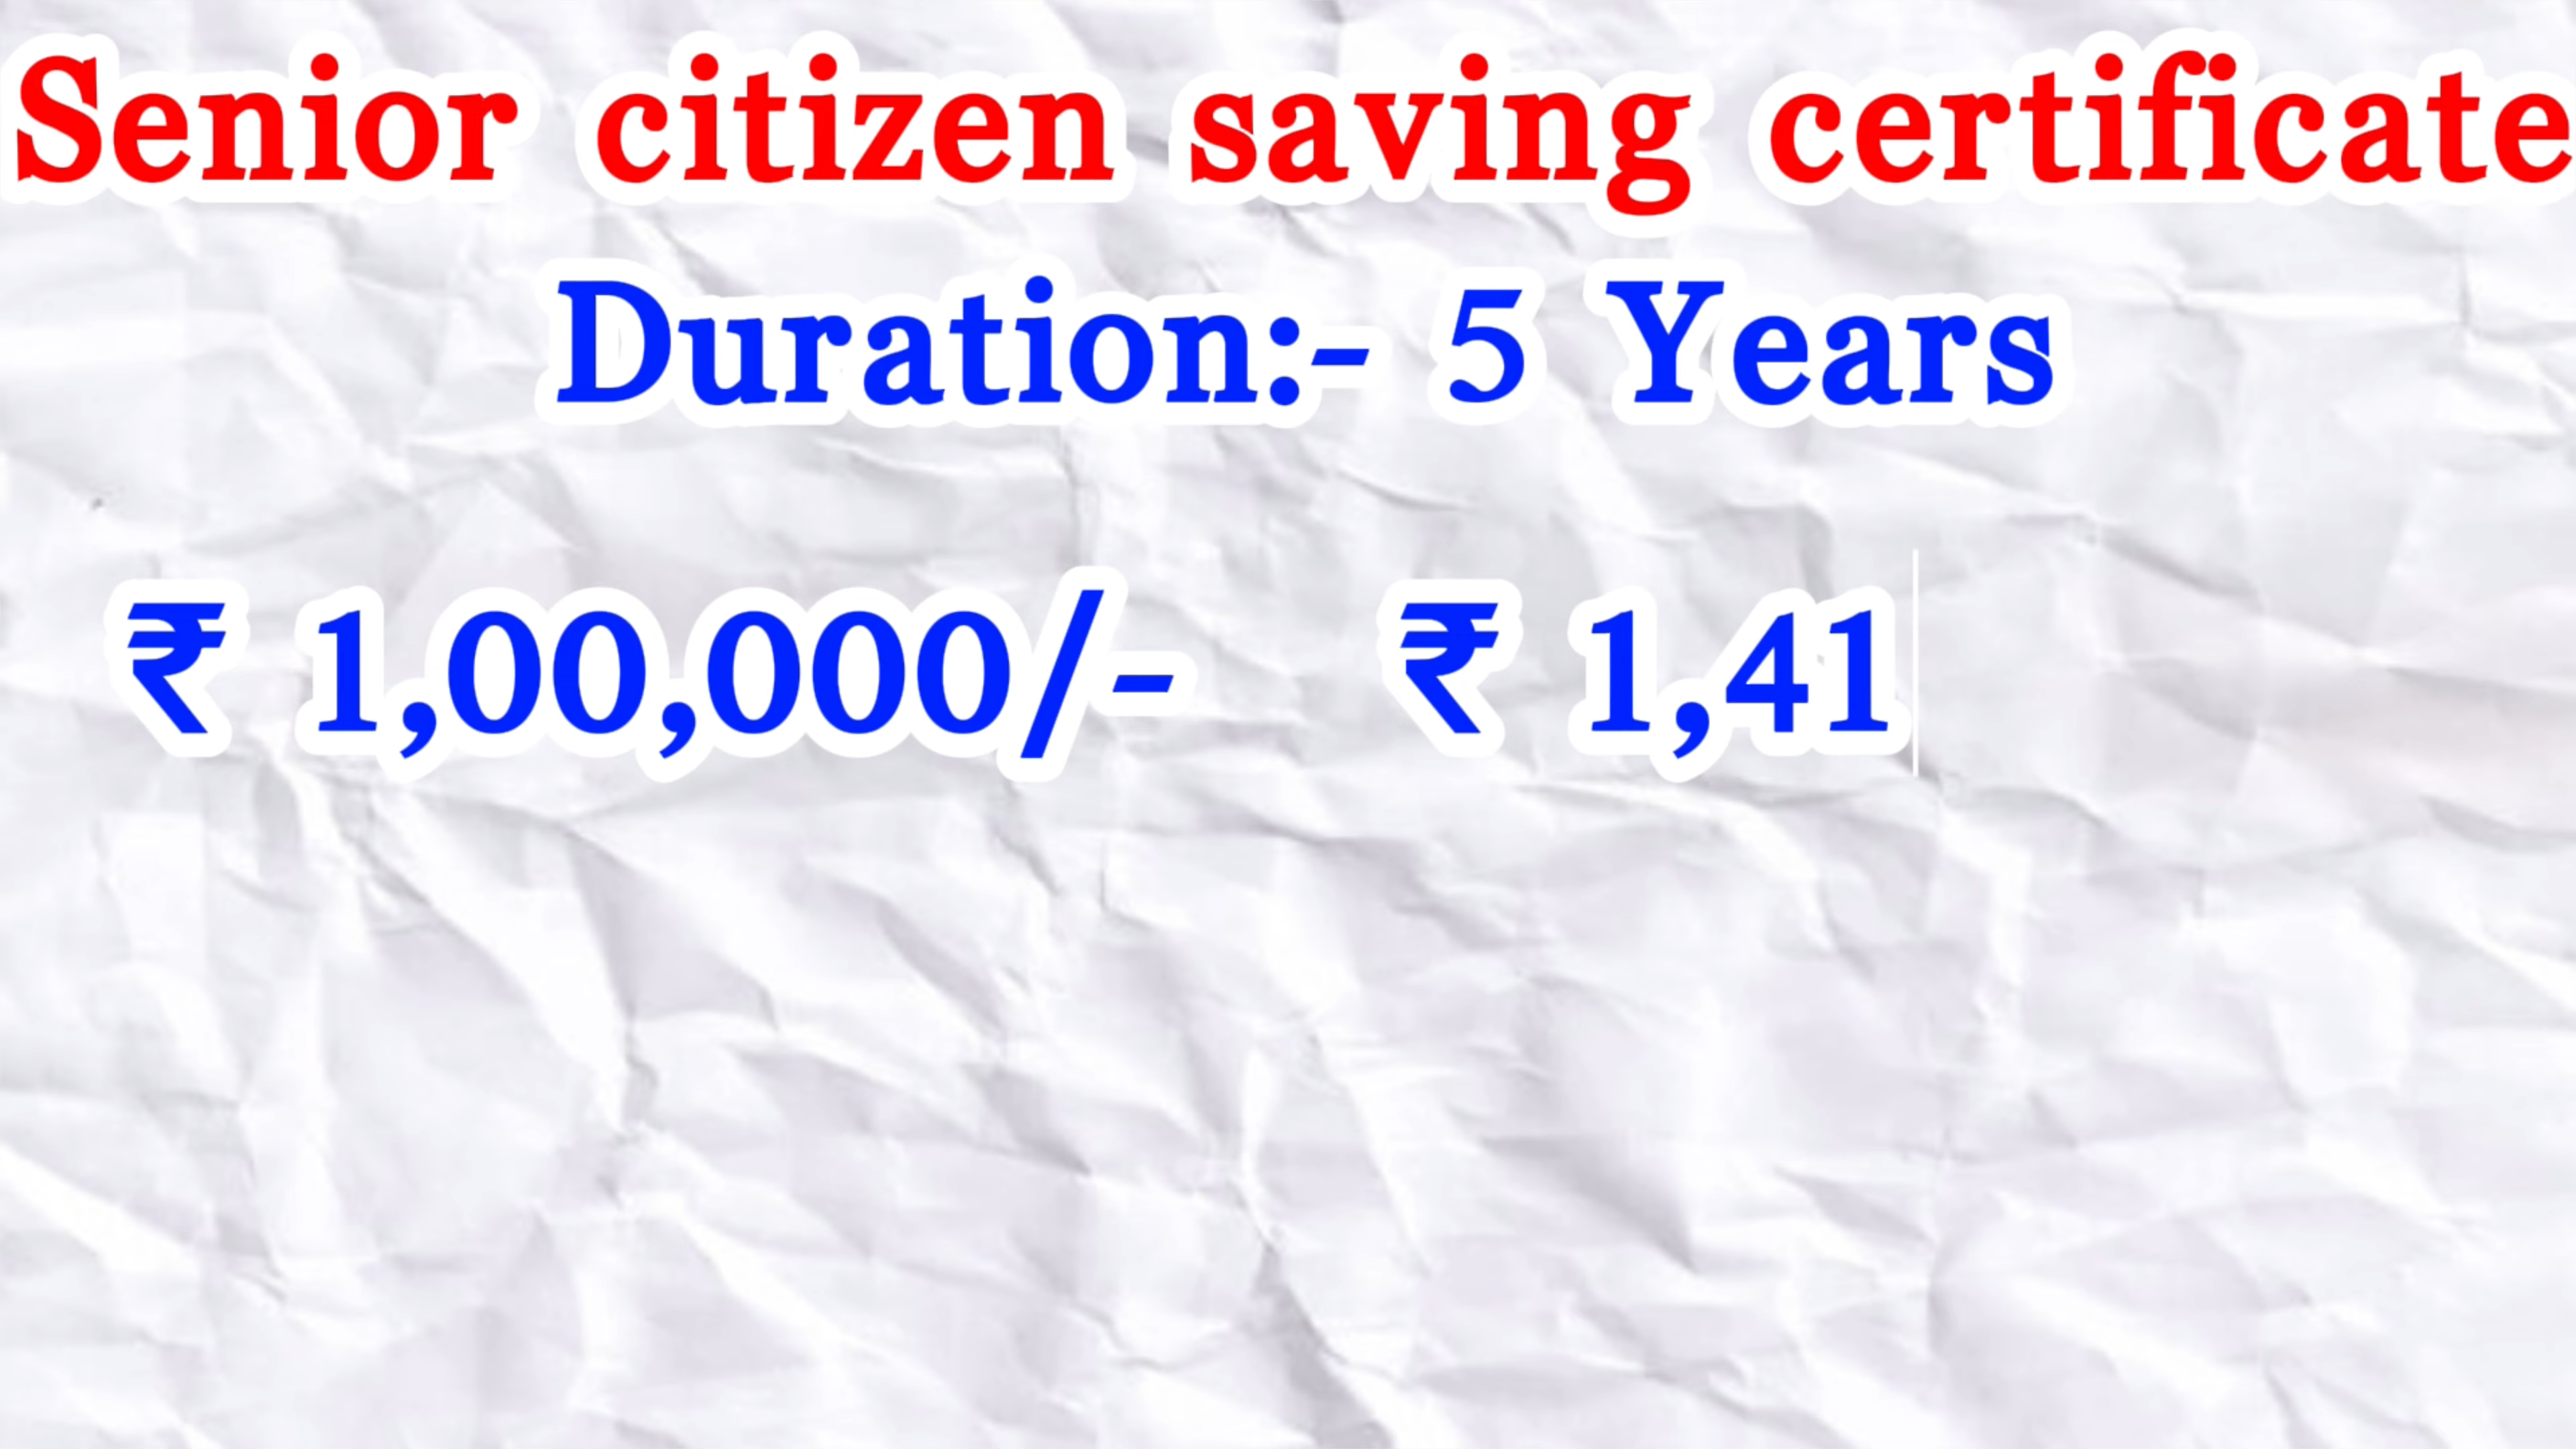 Senior citizen saving certificate
Duration:- 5 Years
₹ 1,00,000/- ₹ 1,41